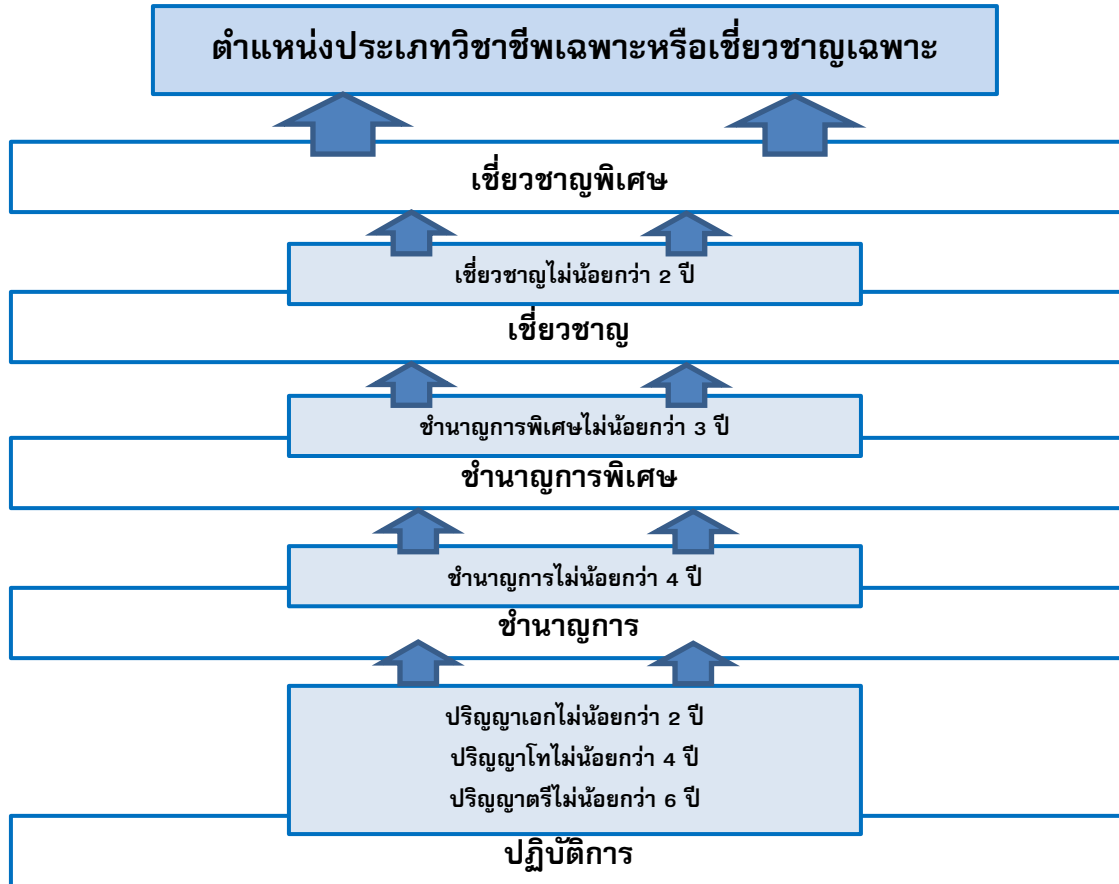 ตำแหน่งประเภทวิชาชีพเฉพาะหรือเชี่ยวชาญเฉพาะ
เชี่ยวชาญพิเศษ
เชี่ยวชาญไม่น้อยกว่า 2 ปี
เชี่ยวชาญ
ชำนาญการพิเศษไม่น้อยกว่า 3 ปี
ชำนาญการพิเศษ
ชำนาญการไม่น้อยกว่า 4 ปี
ชำนาญการ
ปริญญาเอกไม่น้อยกว่า 2 ปี
ปริญญาโทไม่น้อยกว่า 4 ปี
ปริญญาตรีไม่น้อยกว่า 6 ปี
ปฏิบัติการ